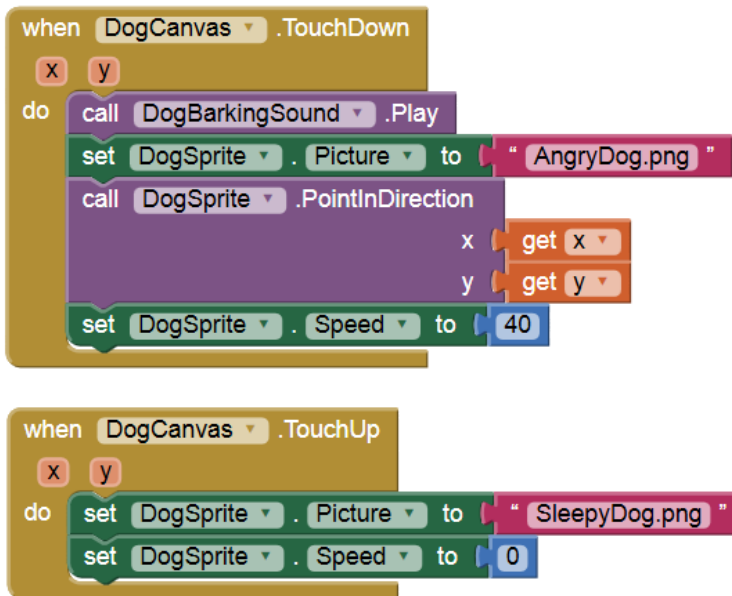 when DogCanvas .TouchDown
x y
do call DogBarkingSound .Play
set DogSprite . Picture to " AngryDog.png "
call DogSprite .PointInDirection
x get x
y get y
set DogSprite . Speed to 40
when DogCanvas .TouchUp
x y
do set DogSprite . Picture to " SleepyDog.png "
set DogSprite . Speed to 0